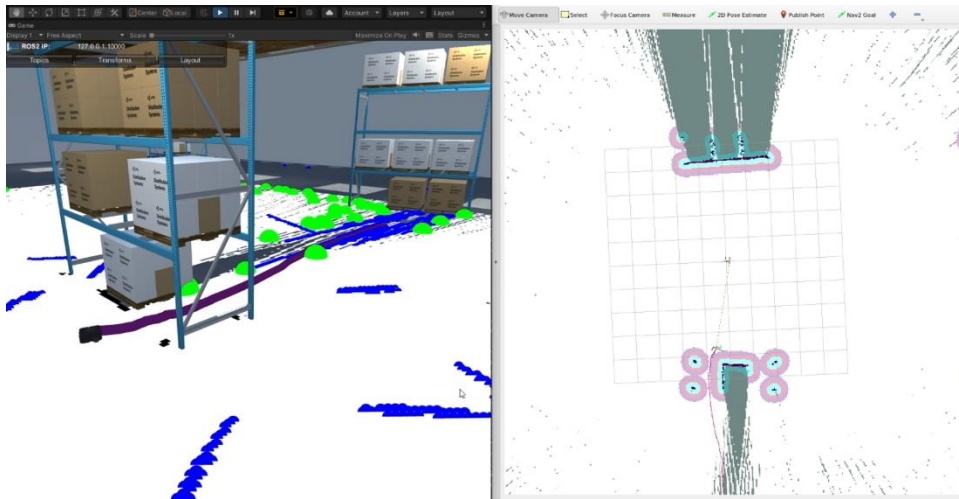 Center Local Account Layers Layout
Game
Display 1 Free Aspect Scale 1x Maximize On Play Stats Gizmos
ROS2 IP: 127.0.0.1:10000
Topics Transforms Layout
Move Camera Select Focus Camera Measure 2D Pose Estimate Publish Point Nav2 Goal